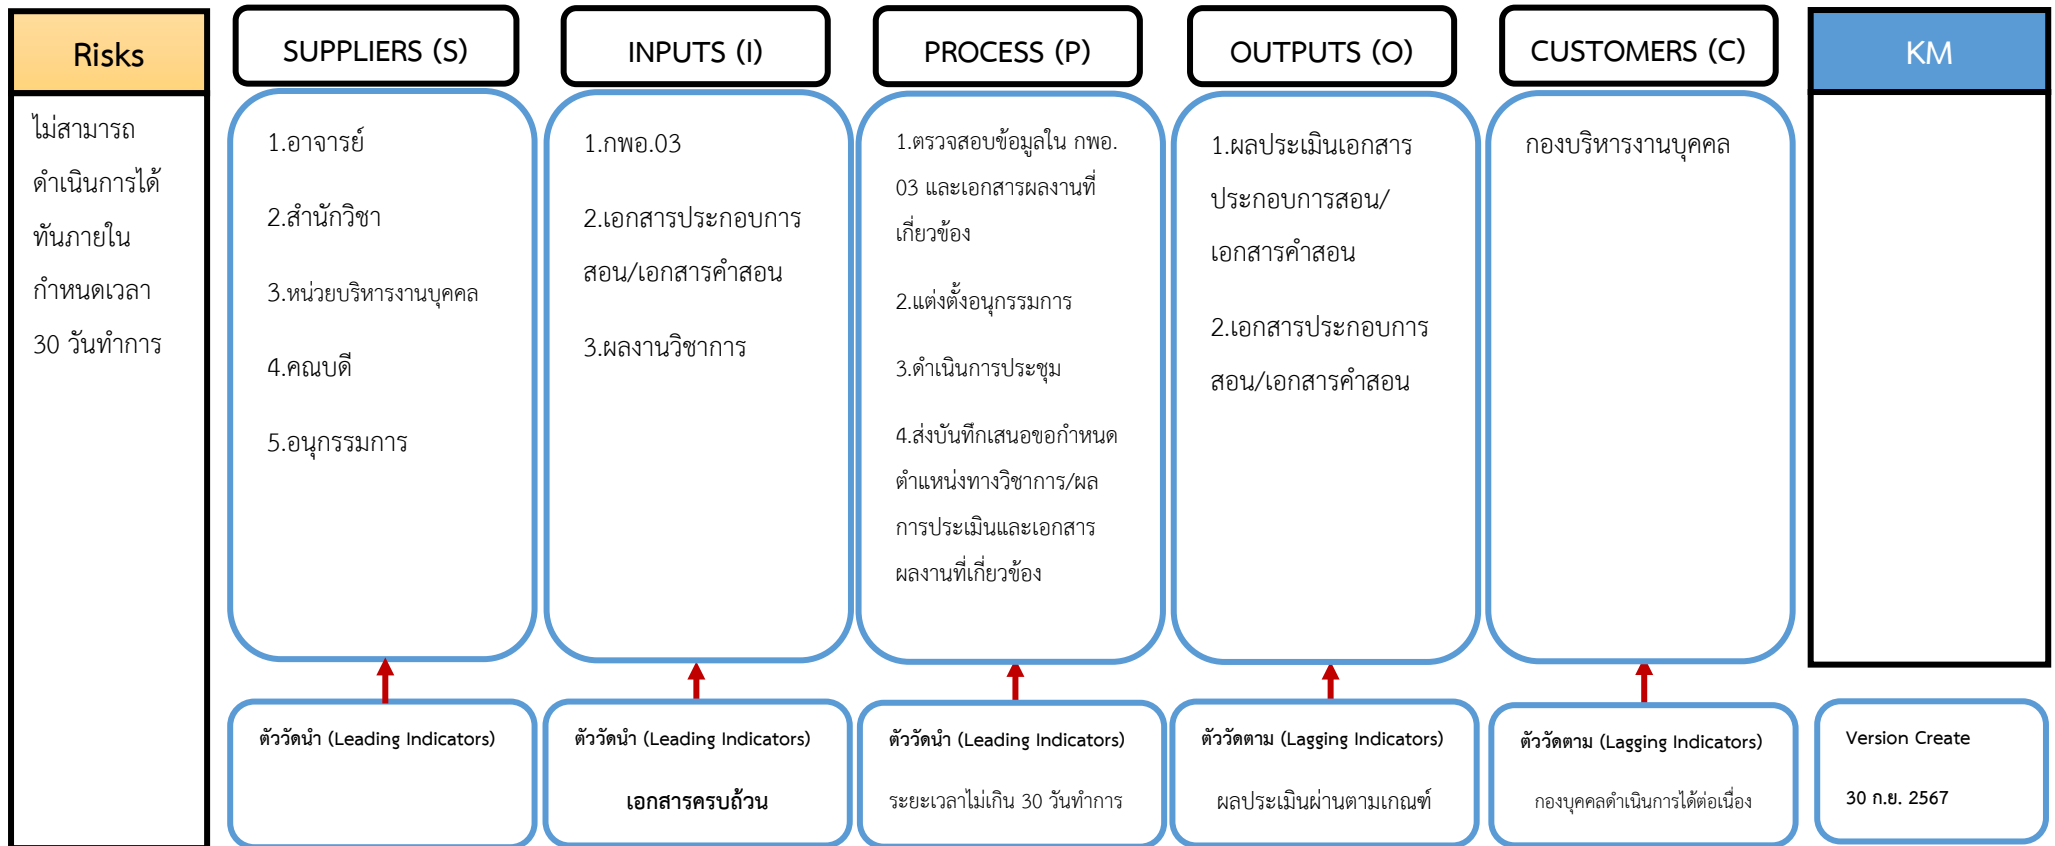 Risks
ไม่สามารถ
ดำเนินการได้
ทันภายใน
กำหนดเวลา
30 วันทำการ
SUPPLIERS (S)
1.อาจารย์
2.สำนักวิชา
3.หน่วยบริหารงานบุคคล
4.คณบดี
5.อนุกรรมการ
ตัววัดนำ (Leading Indicators)
INPUTS (I)
1.กพอ.03
2.เอกสารประกอบการ
สอน/เอกสารคำสอน
3.ผลงานวิชาการ
ตัววัดนำ (Leading Indicators)
เอกสารครบถ้วน
PROCESS (P)
1.ตรวจสอบข้อมูลใน กพอ.
03 และเอกสารผลงานที่
เกี่ยวข้อง
2.แต่งตั้งอนุกรรมการ
3.ดำเนินการประชุม
4.ส่งบันทึกเสนอขอกำหนด
ตำแหน่งทางวิชาการ/ผล
การประเมินและเอกสาร
ผลงานที่เกี่ยวข้อง
ตัววัดนำ (Leading Indicators)
ระยะเวลาไม่เกิน 30 วันทำการ
OUTPUTS (O)
1.ผลประเมินเอกสาร
ประกอบการสอน/
เอกสารคำสอน
2.เอกสารประกอบการ
สอน/เอกสารคำสอน
ตัววัดตาม (Lagging Indicators)
ผลประเมินผ่านตามเกณฑ์
CUSTOMERS (C)
กองบริหารงานบุคคล
ตัววัดตาม (Lagging Indicators)
กองบุคคลดำเนินการได้ต่อเนื่อง
KM
Version Create
30 ก.ย. 2567